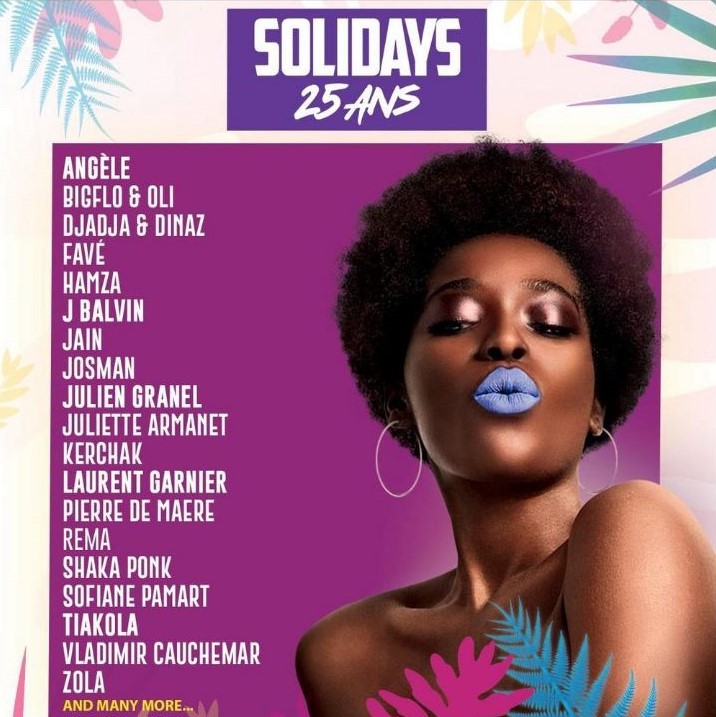 SOLIDAYS
25 ANS
ANGÈLE
BIGFLO & OLI
DJADJA & DINAZ
FAVÉ
HAMZA
J BALVIN
JAIN
JOSMAN
JULIEN GRANEL
JULIETTE ARMANET
KERCHAK
LAURENT GARNIER
PIERRE DE MAERE
REMA
SHAKA PONK
SOFIANE PAMART
TIAKOLA
VLADIMIR CAUCHEMAR
ZOLA
AND MANY MORE...